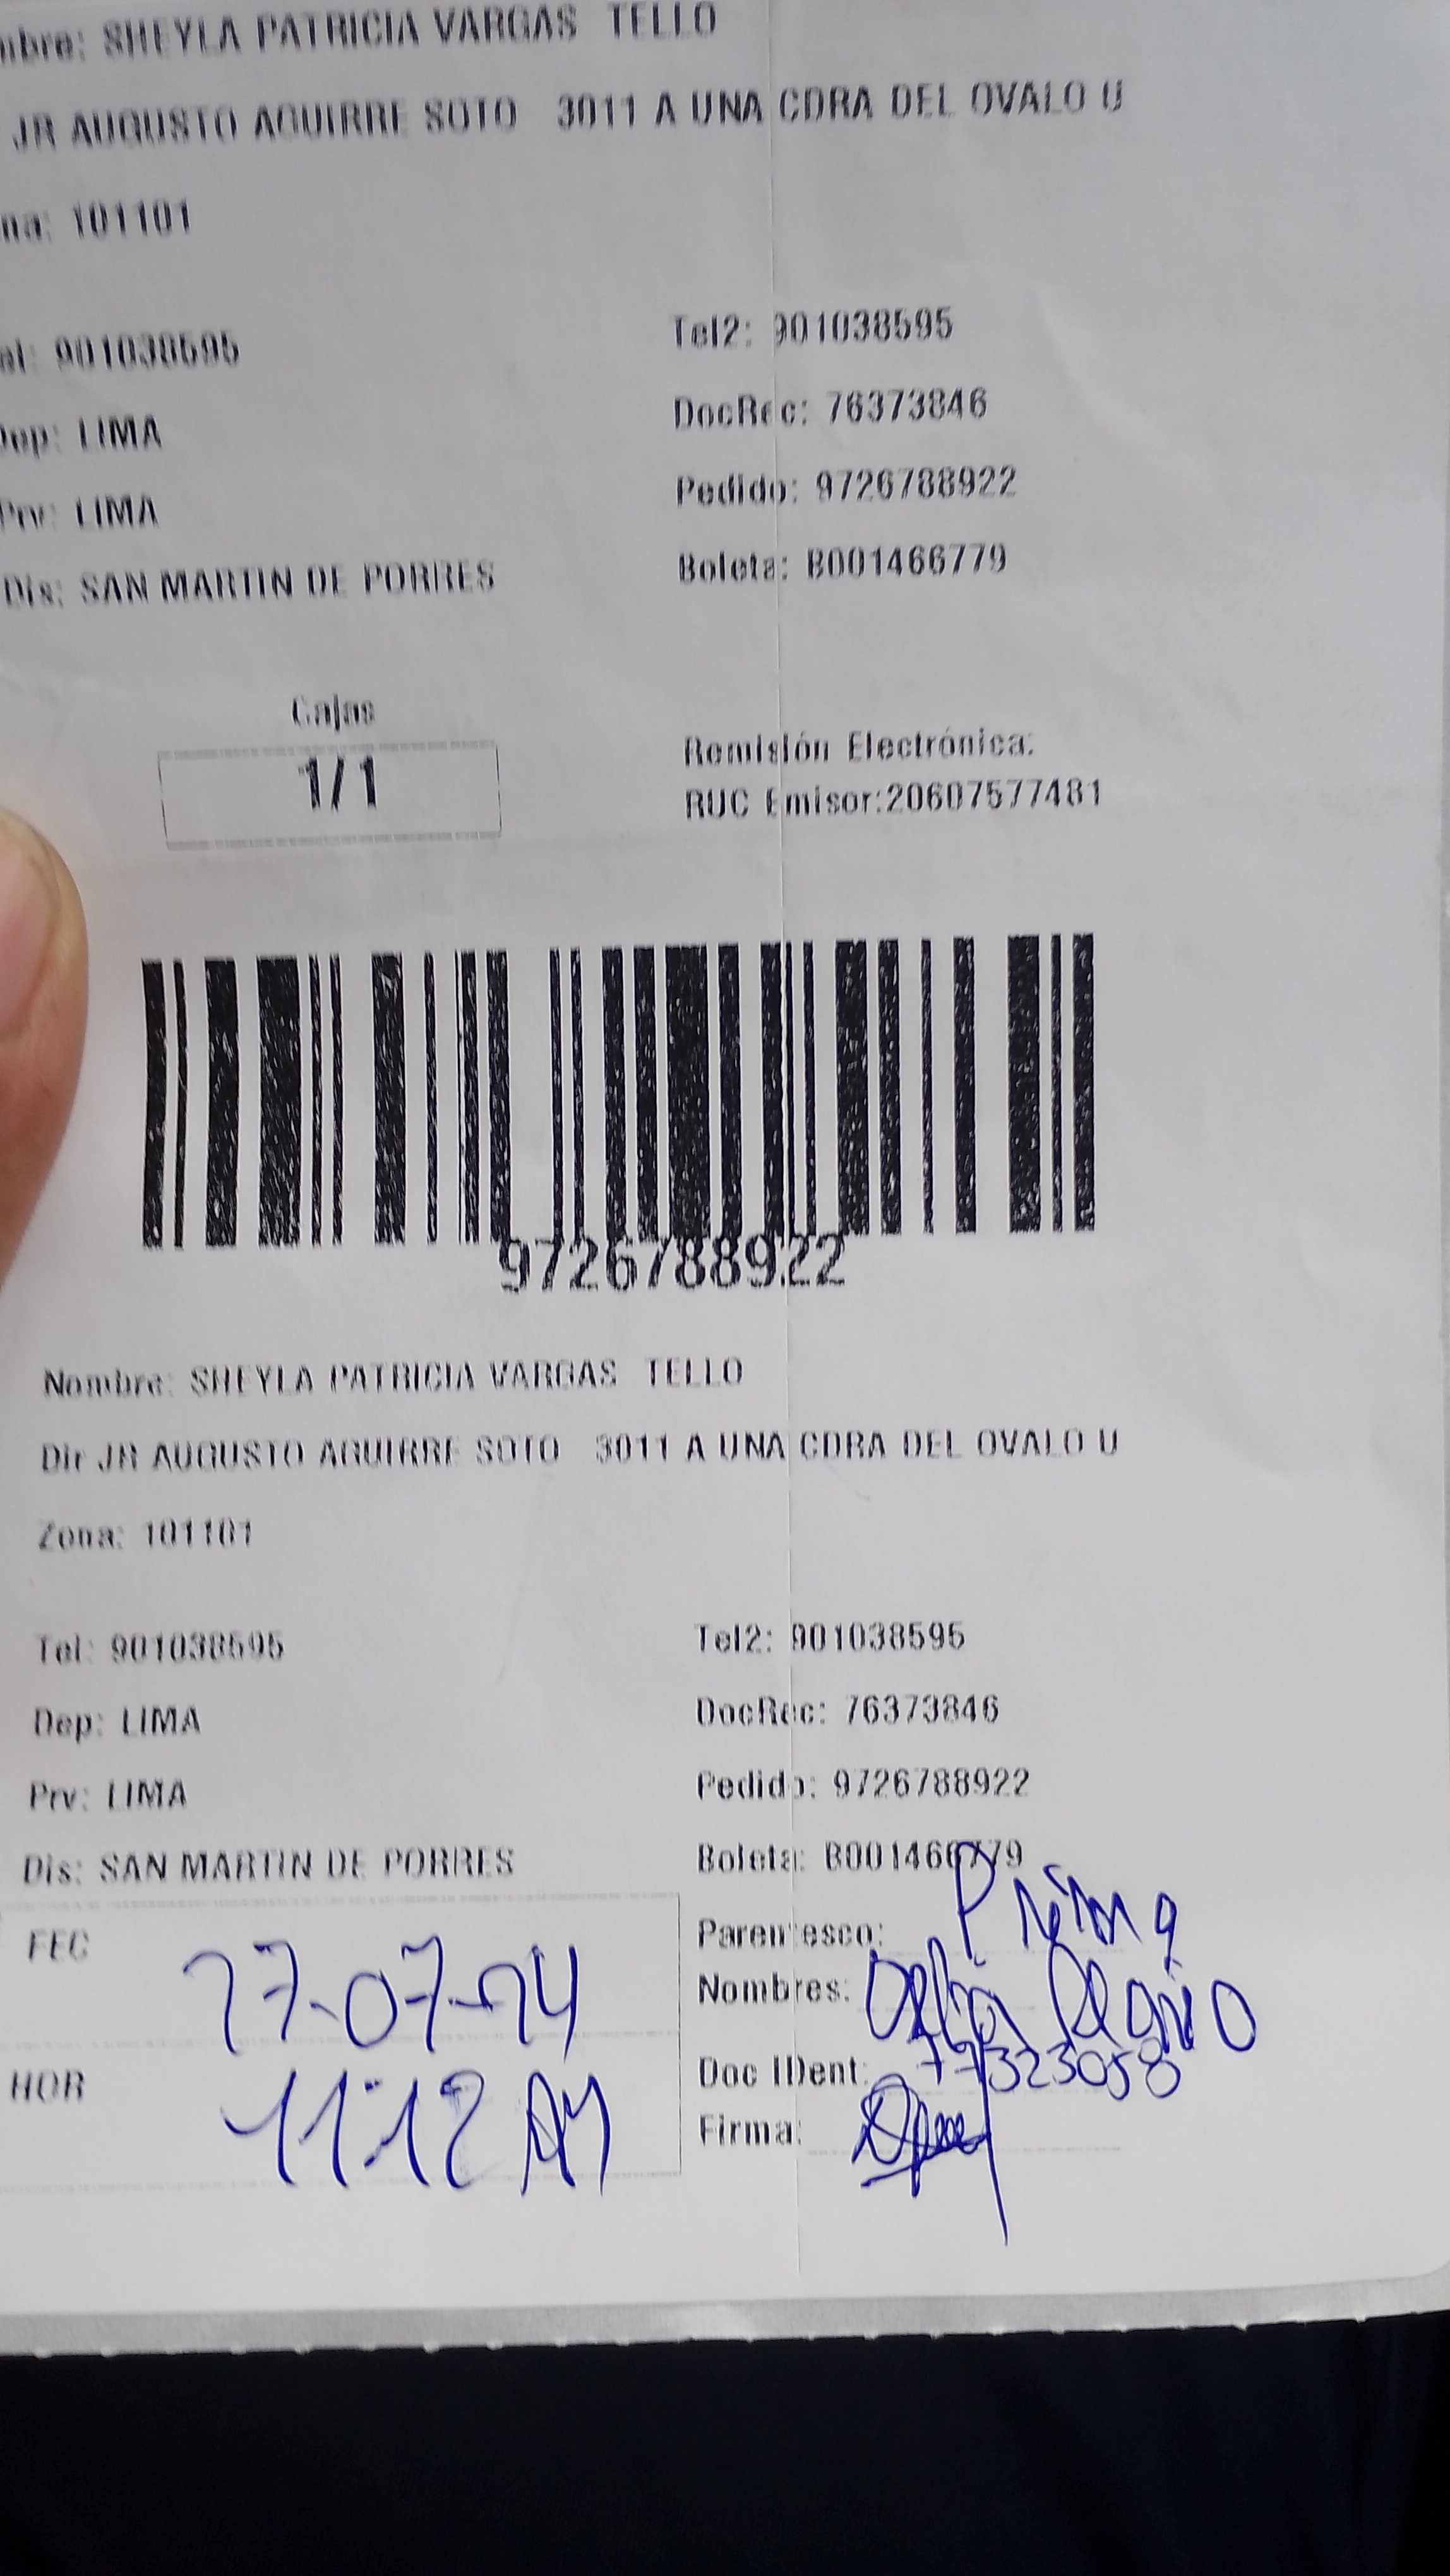 mbre: SHEYLA PATRICIA VARGAS TELLO
JR AUGUSTO AGUIRRE SOTO 3011 A UNA CDRA DEL OVALO U
na: 101101
el: 901038595 Tel2: 901038595
Dep: LIMA DocRec: 76373846
Prv: LIMA Pedido: 9726788922
Dis: SAN MARTIN DE PORRES Boleta: B001466779
Cajas
1/1
Remisión Electrónica:
RUC Emisor:20607577481
9726788922
Nombre: SHEYLA PATRICIA VARGAS TELLO
Dir JR AUGUSTO AGUIRRE SOTO 3011 A UNA CDRA DEL OVALO U
Zona: 101101
Tel: 901038595 Tel2: 901038595
Dep: LIMA DocRec: 76373846
Prv: LIMA Pedido: 9726788922
Dis: SAN MARTIN DE PORRES Boleta: B001466779
FEC 27-07-24
Parentesco: Prima
Nombres:
HOR 11:12 AM
Doc IDent: 77323058
Firma: